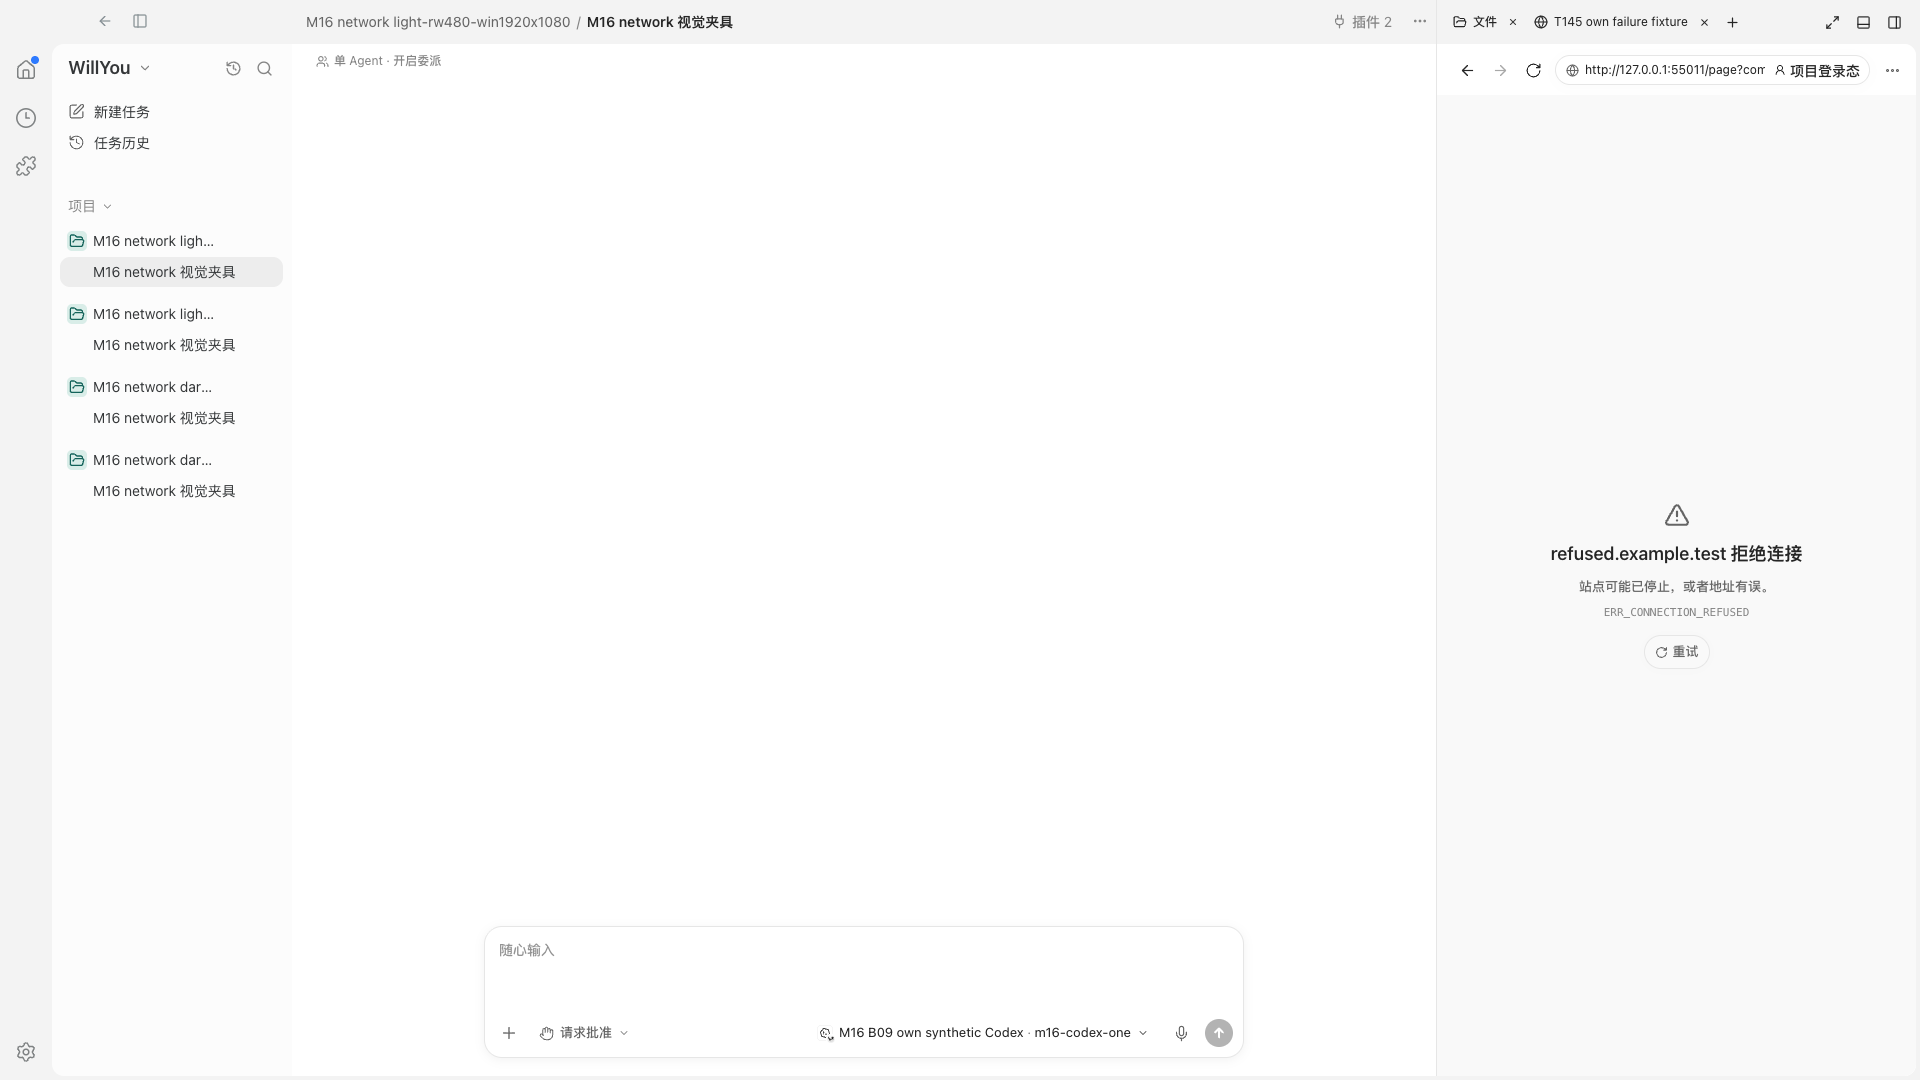 M16 network light-rw480-win1920x1080 / M16 network 视觉夹具
插件 2
文件
T145 own failure fixture
WillYou
单 Agent · 开启委派
http://127.0.0.1:55011/page?com
项目登录态
新建任务
任务历史
项目
M16 network ligh...
M16 network 视觉夹具
M16 network ligh...
M16 network 视觉夹具
M16 network dar...
M16 network 视觉夹具
M16 network dar...
M16 network 视觉夹具
refused.example.test 拒绝连接
站点可能已停止，或者地址有误。
ERR_CONNECTION_REFUSED
重试
随心输入
请求批准
M16 B09 own synthetic Codex · m16-codex-one